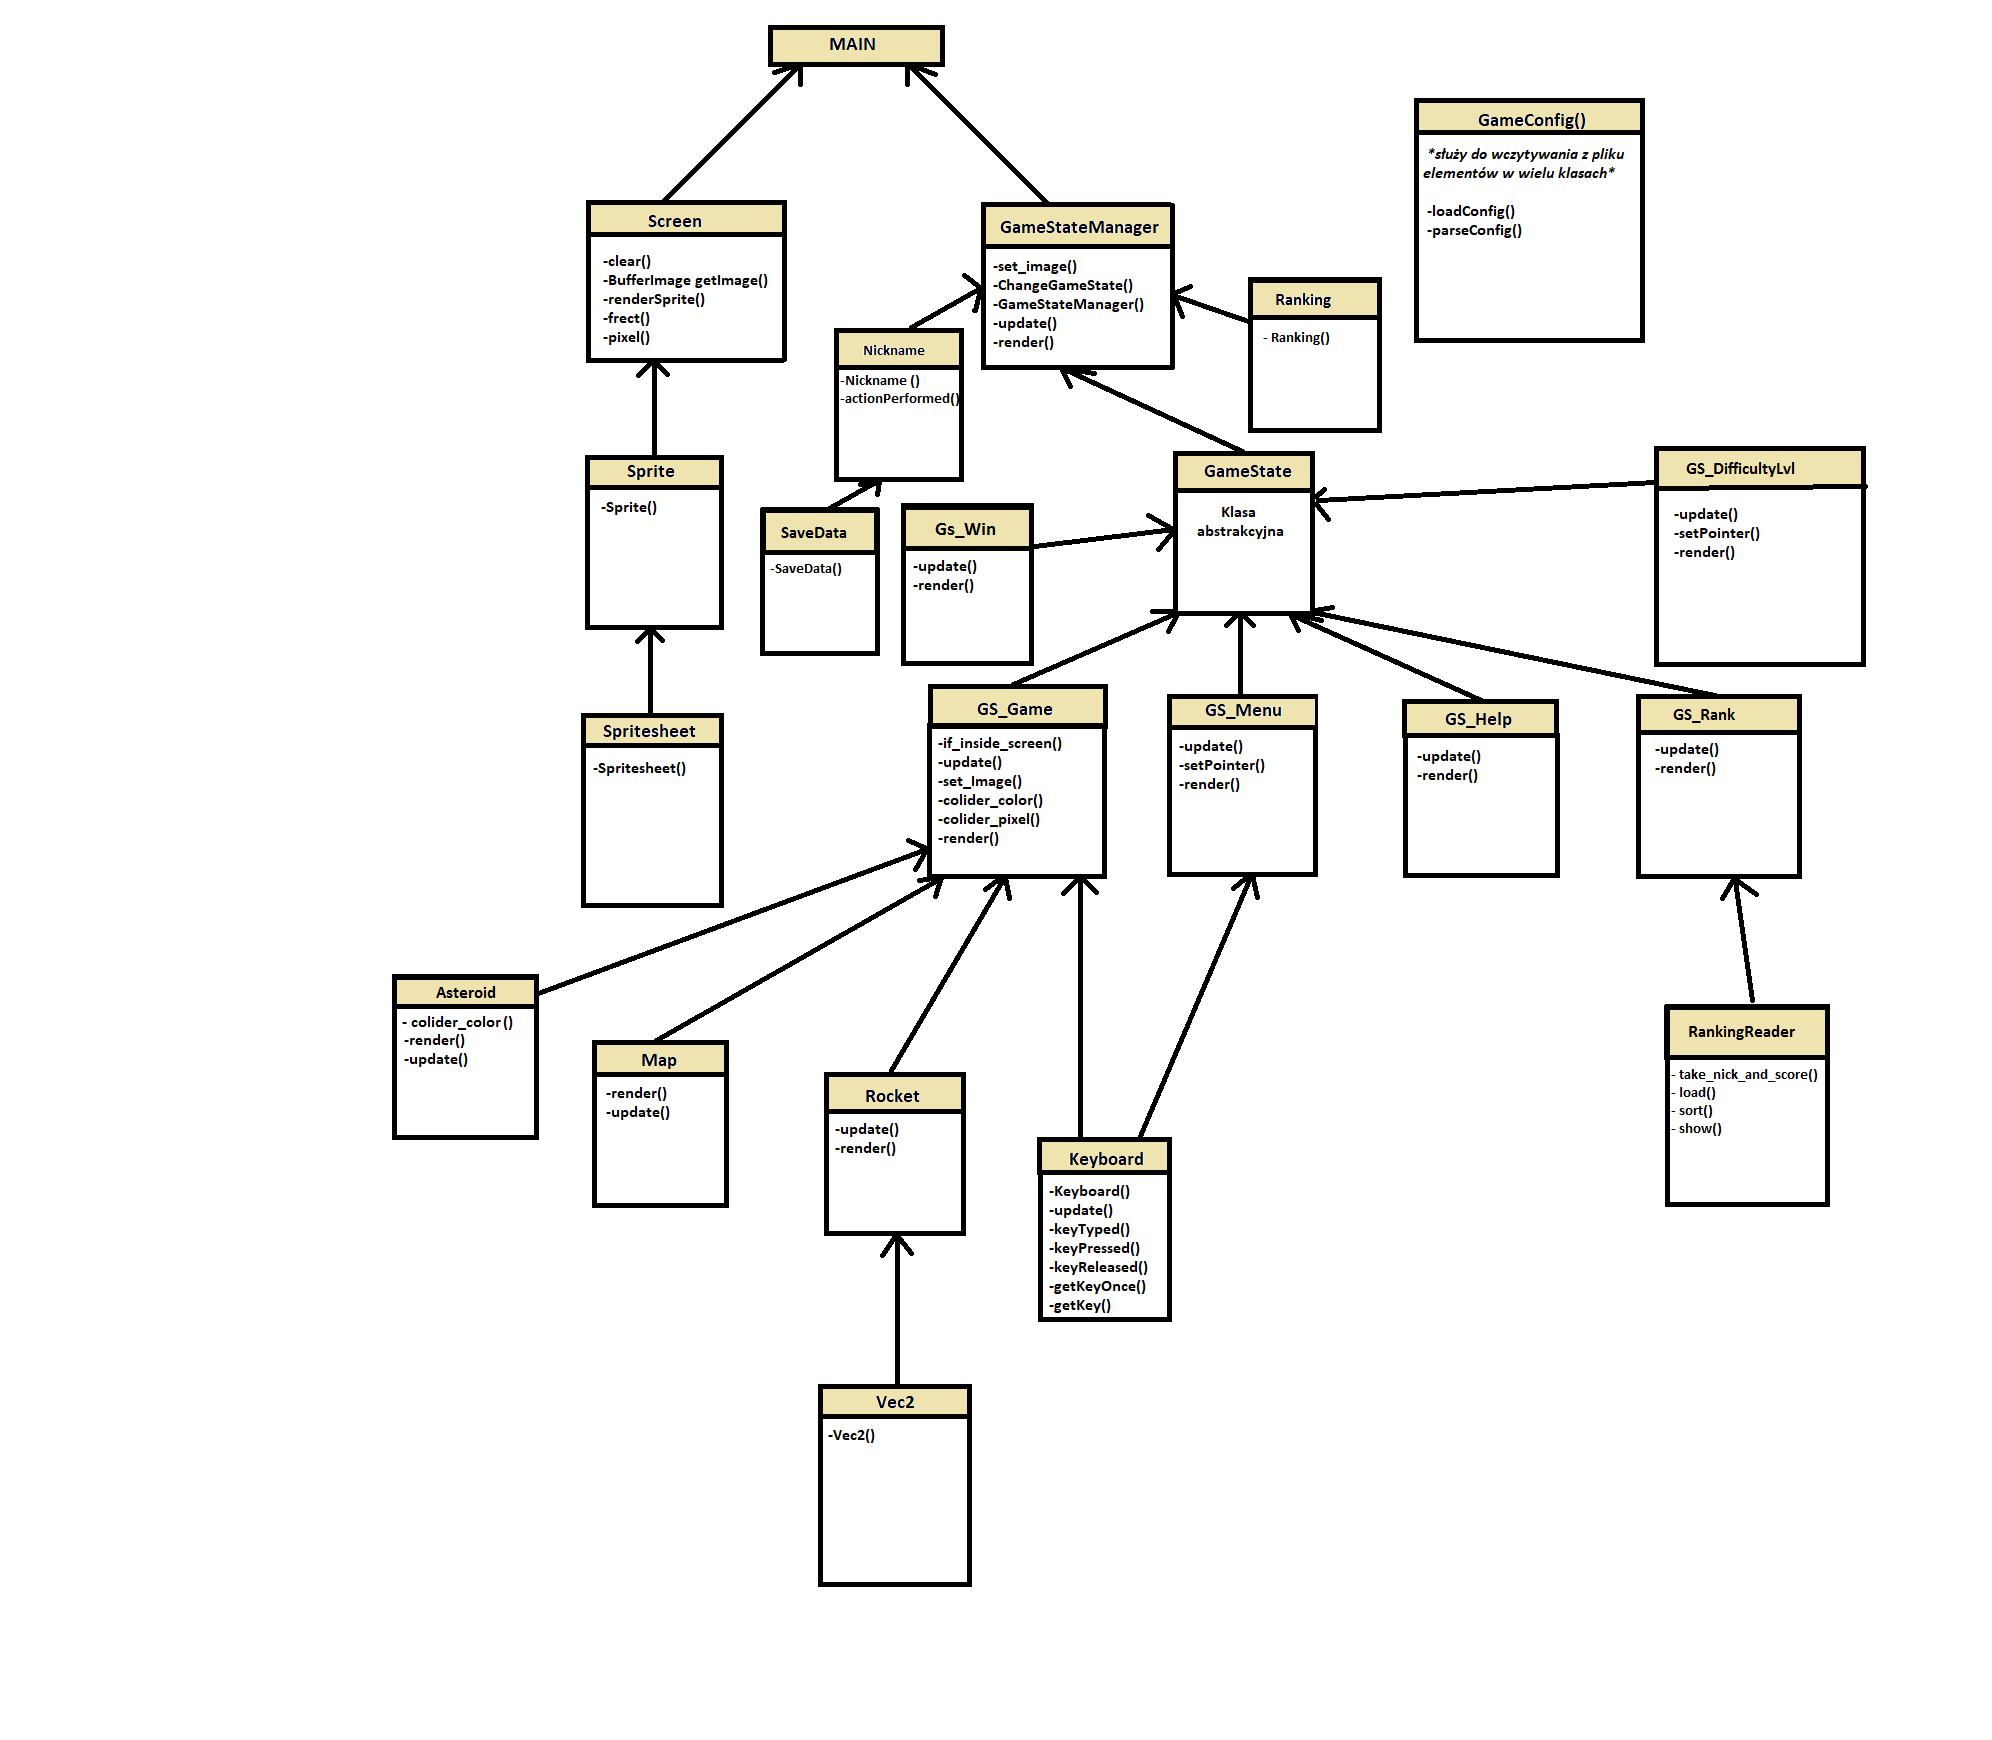 MAIN
GameConfig()
*służy do wczytywania z pliku
elementów w wielu klasach*
-loadConfig()
-parseConfig()
Screen
-clear()
-BufferImage getImage()
-renderSprite()
-frect()
-pixel()
GameStateManager
-set_image()
-ChangeGameState()
-GameStateManager()
-update()
-render()
Ranking
- Ranking()
Nickname
-Nickname ()
-actionPerformed()
Sprite
-Sprite()
SaveData
-SaveData()
Gs_Win
-update()
-render()
GameState
Klasa
abstrakcyjna
GS_DifficultyLvl
-update()
-setPointer()
-render()
Spritesheet
-Spritesheet()
GS_Game
-if_inside_screen()
-update()
-set_Image()
-colider_color()
-colider_pixel()
-render()
GS_Menu
-update()
-setPointer()
-render()
GS_Help
-update()
-render()
GS_Rank
-update()
-render()
Asteroid
- colider_color()
-render()
-update()
Map
-render()
-update()
Rocket
-update()
-render()
Keyboard
-Keyboard()
-update()
-keyTyped()
-keyPressed()
-keyReleased()
-getKeyOnce()
-getKey()
RankingReader
- take_nick_and_score()
- load()
- sort()
- show()
Vec2
-Vec2()